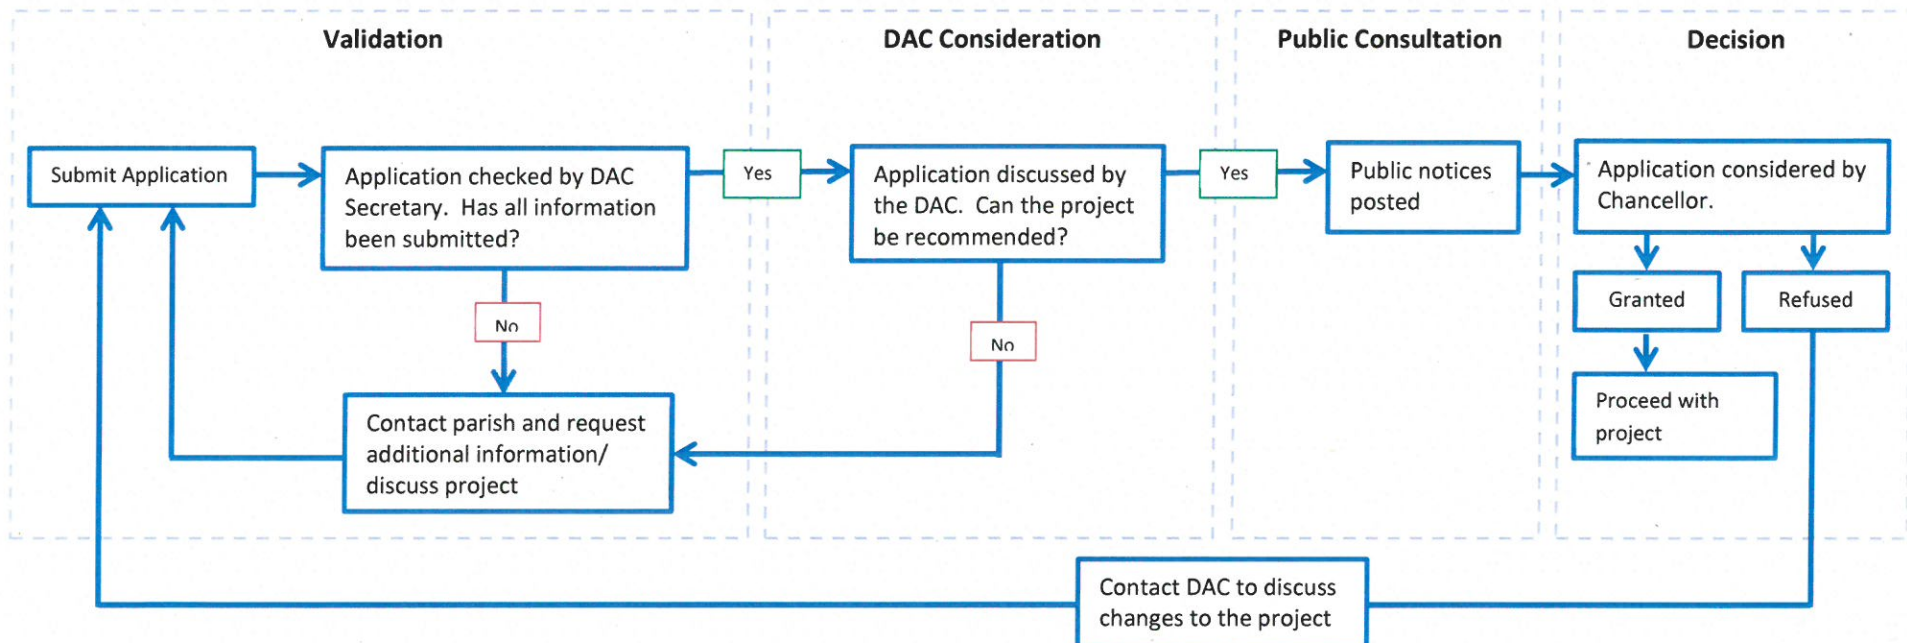 Validation
DAC Consideration
Public Consultation
Decision
Submit Application
Application checked by DAC
Secretary.  Has all information
been submitted?
Yes
Application discussed by
the DAC.  Can the project
be recommended?
Yes
Public notices
posted
Application considered by
Chancellor.
Granted
Refused
No
No
Proceed with
project
Contact parish and request
additional information/
discuss project
Contact DAC to discuss
changes to the project